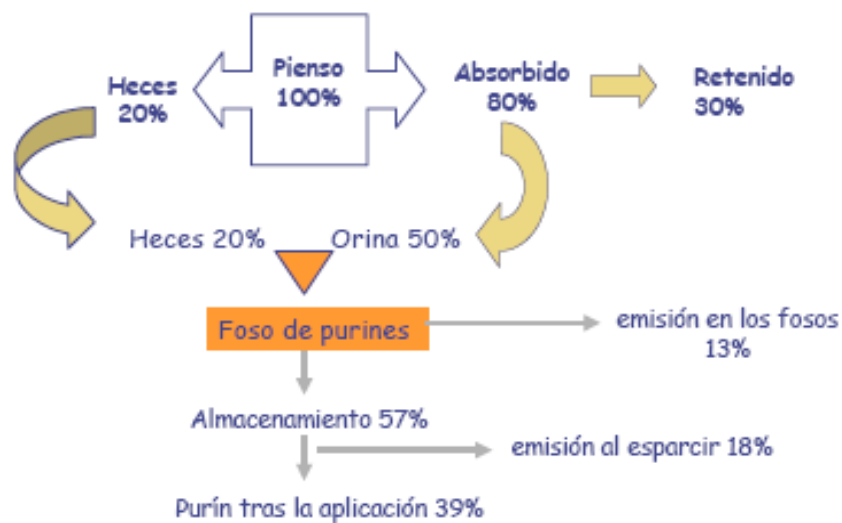 Pienso
100%
Heces
20%
Absorbido
80%
Retenido
30%
Heces 20%
Orina 50%
Foso de purines
emisión en los fosos
13%
Almacenamiento 57%
emisión al esparcir 18%
Purín tras la aplicación 39%